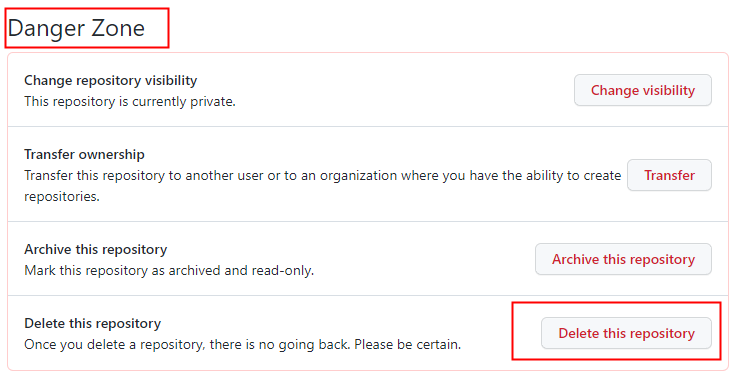 Danger Zone
Change repository visibility
This repository is currently private.
Change visibility
Transfer ownership
Transfer this repository to another user or to an organization where you have the ability to create
repositories.
Transfer
Archive this repository
Mark this repository as archived and read-only.
Archive this repository
Delete this repository
Once you delete a repository, there is no going back. Please be certain.
Delete this repository